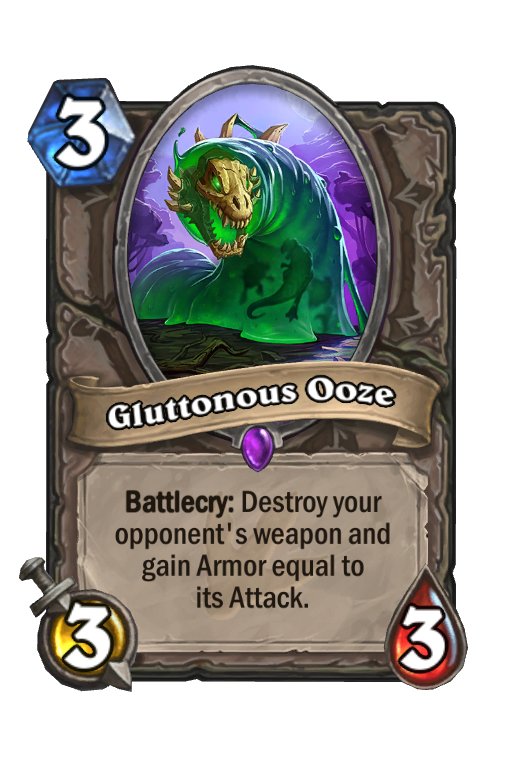 3
Gluttonous Ooze
Battlecry: Destroy your
opponent's weapon and
gain Armor equal to
its Attack.
3
3